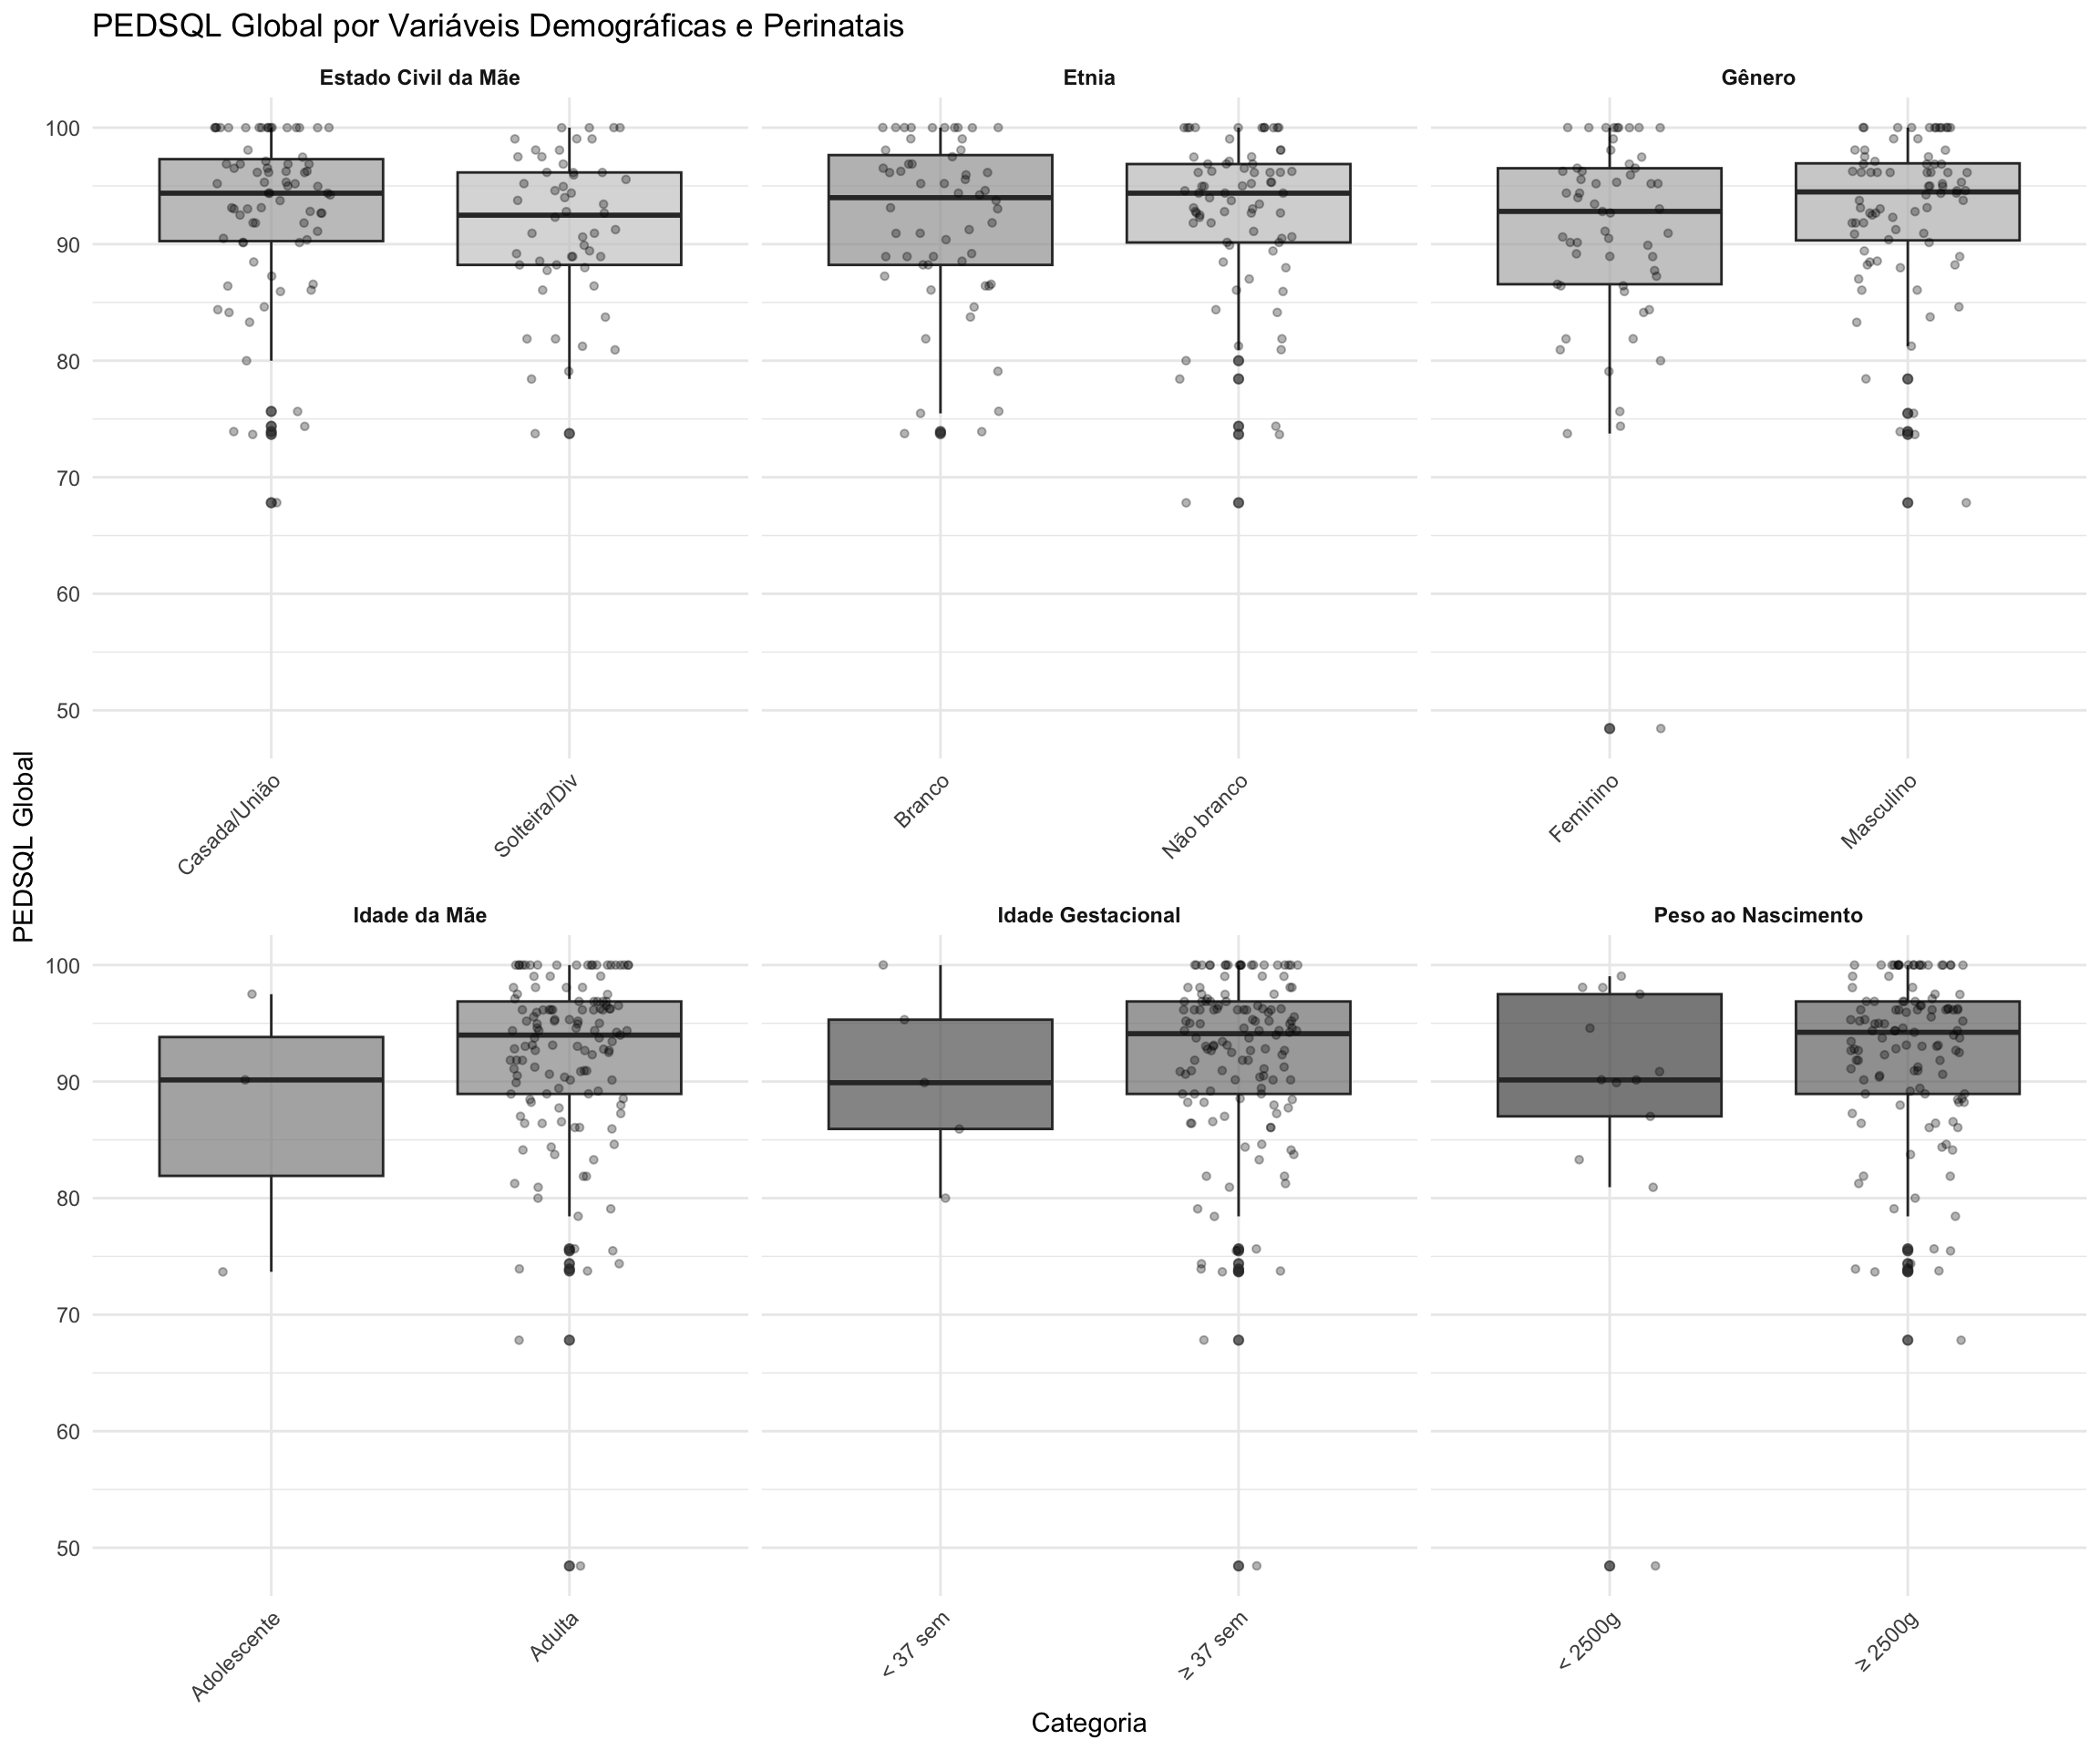 PEDSQL Global por Variáveis Demográficas e Perinatais
Estado Civil da Mãe
Etnia
Gênero
100
90
80
70
60
50
Casada/União
Solteira/Div
Branco
Não branco
Feminino
Masculino
PEDSQL Global
Idade da Mãe
Idade Gestacional
Peso ao Nascimento
100
90
80
70
60
50
Adolescente
Adulta
< 37 sem
≥ 37 sem
< 2500g
≥ 2500g
Categoria